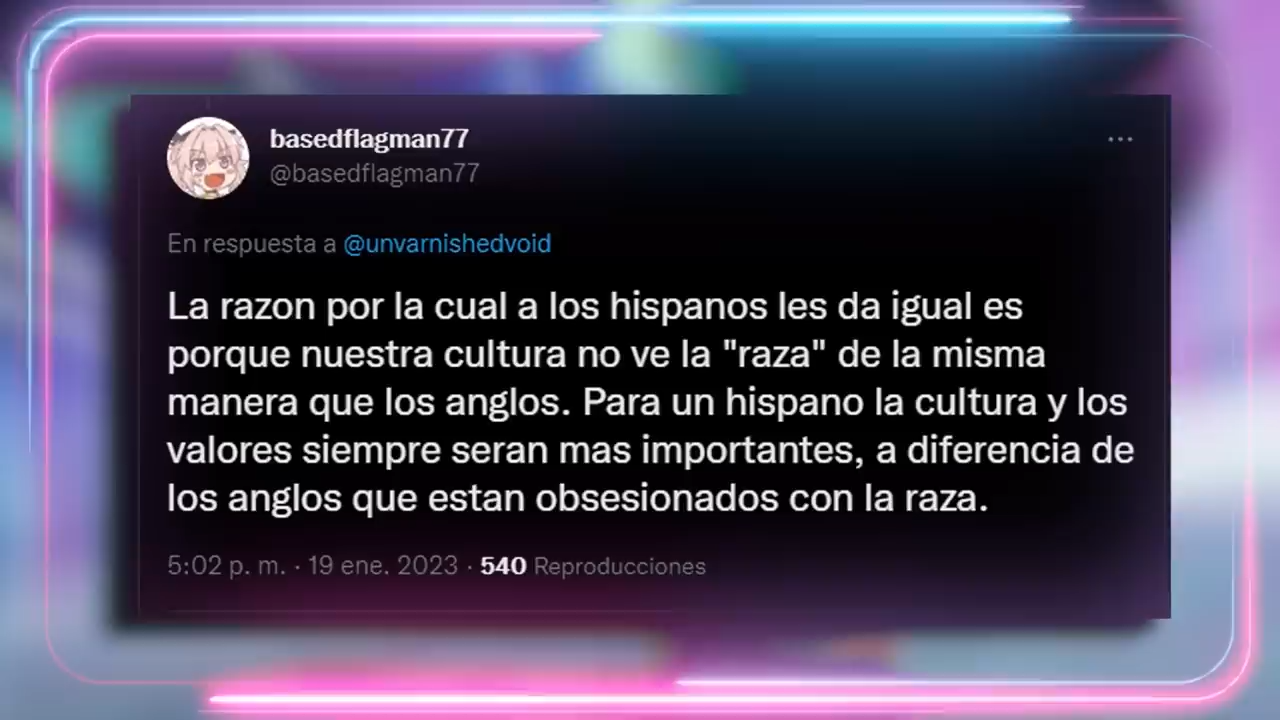 basedflagman77
@basedflagman77
En respuesta a @unvarnishedvoid
La razon por la cual a los hispanos les da igual es
porque nuestra cultura no ve la "raza" de la misma
manera que los anglos. Para un hispano la cultura y los
valores siempre seran mas importantes, a diferencia de
los anglos que estan obsesionados con la raza.
5:02 p. m. · 19 ene. 2023 · 540 Reproducciones